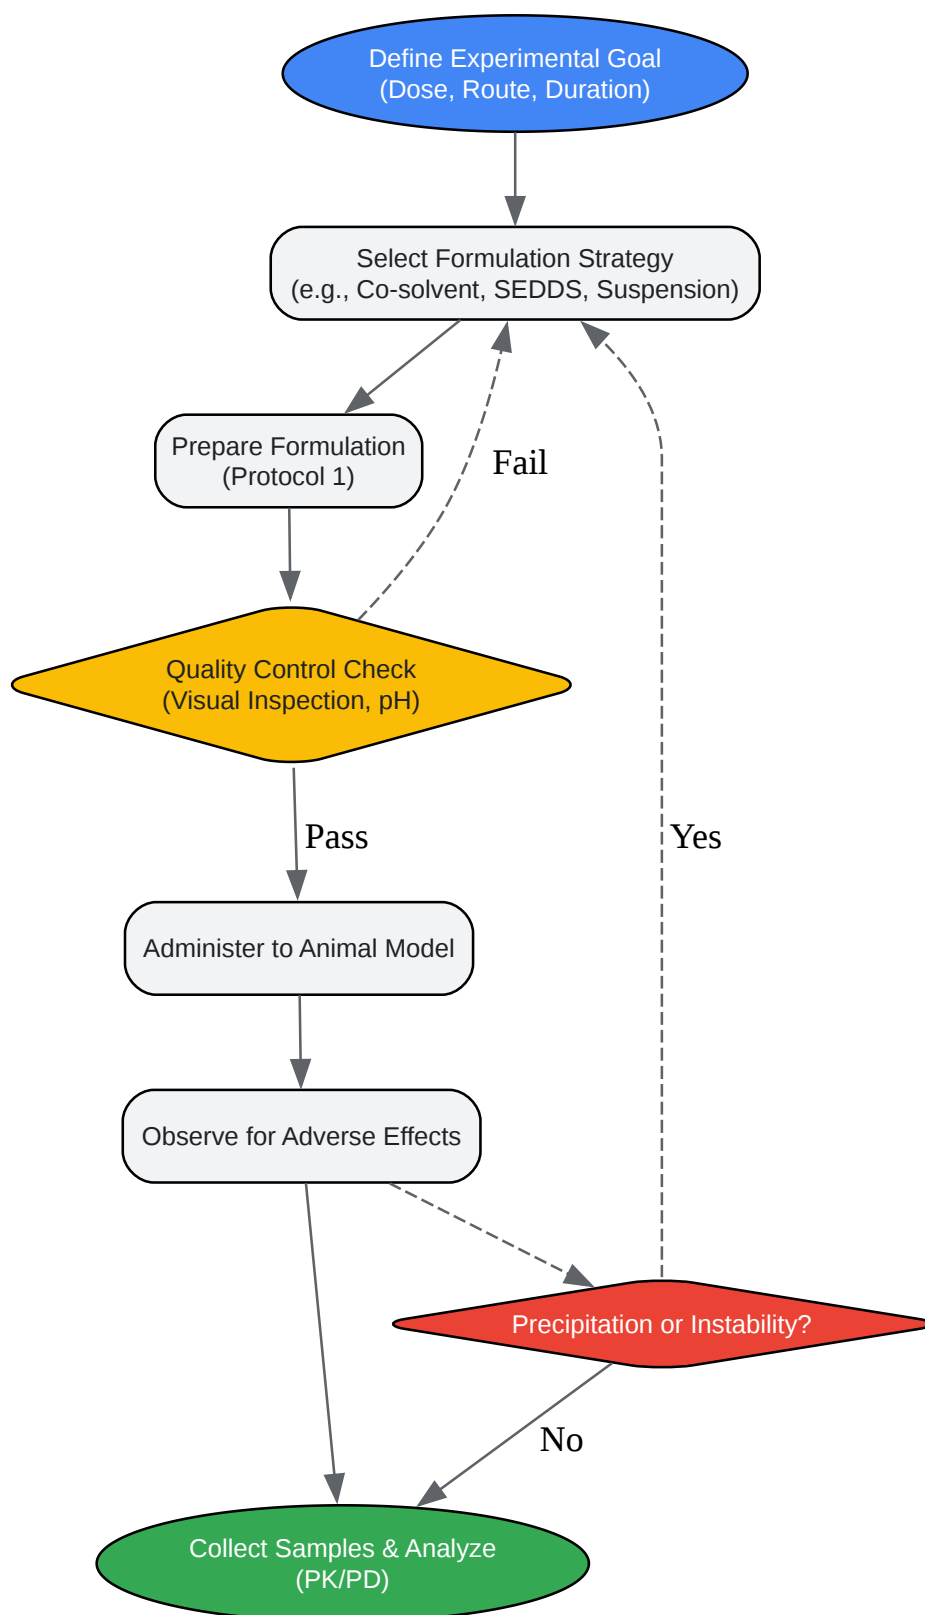 Define Experimental Goal
(Dose, Route, Duration)
Select Formulation Strategy
(e.g., Co-solvent, SEDDS, Suspension)
Prepare Formulation
(Protocol 1)
Fail
Quality Control Check
(Visual Inspection, pH)
Pass
Yes
Administer to Animal Model
Observe for Adverse Effects
Precipitation or Instability?
No
Collect Samples & Analyze
(PK/PD)